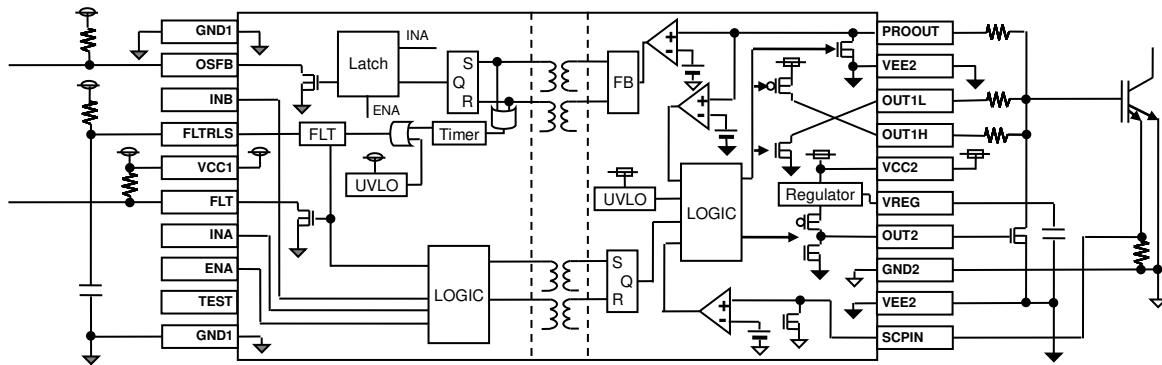 GND1
OSFB
INB
FLTRLS
VCC1
FLT
INA
ENA
TEST
GND1
Latch
INA
ENA
S
Q
R
FLT
Timer
UVLO
LOGIC
FB
+
-
+
-
UVLO
LOGIC
S
Q
R
+
-
Regulator
PROOUT
VEE2
OUT1L
OUT1H
VCC2
VREG
OUT2
GND2
VEE2
SCPIN